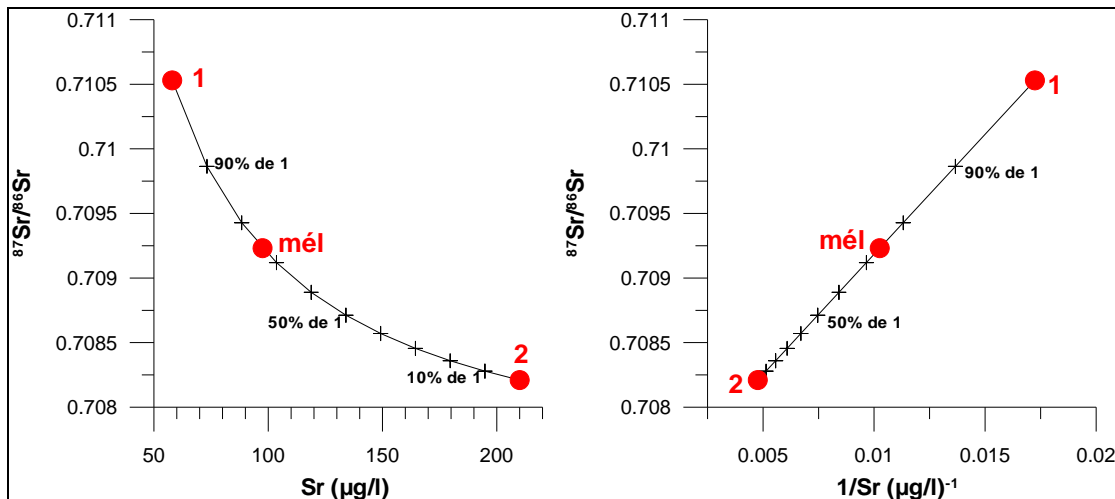 0.711
0.7105
0.71
0.7095
0.709
0.7085
0.708
87Sr/86Sr
1
90% de 1
mél
50% de 1
10% de 1
2
50
100
150
200
Sr (µg/l)
0.711
0.7105
0.71
0.7095
0.709
0.7085
0.708
87Sr/86Sr
1
90% de 1
mél
50% de 1
2
0.005
0.01
0.015
0.02
1/Sr (µg/l)-1